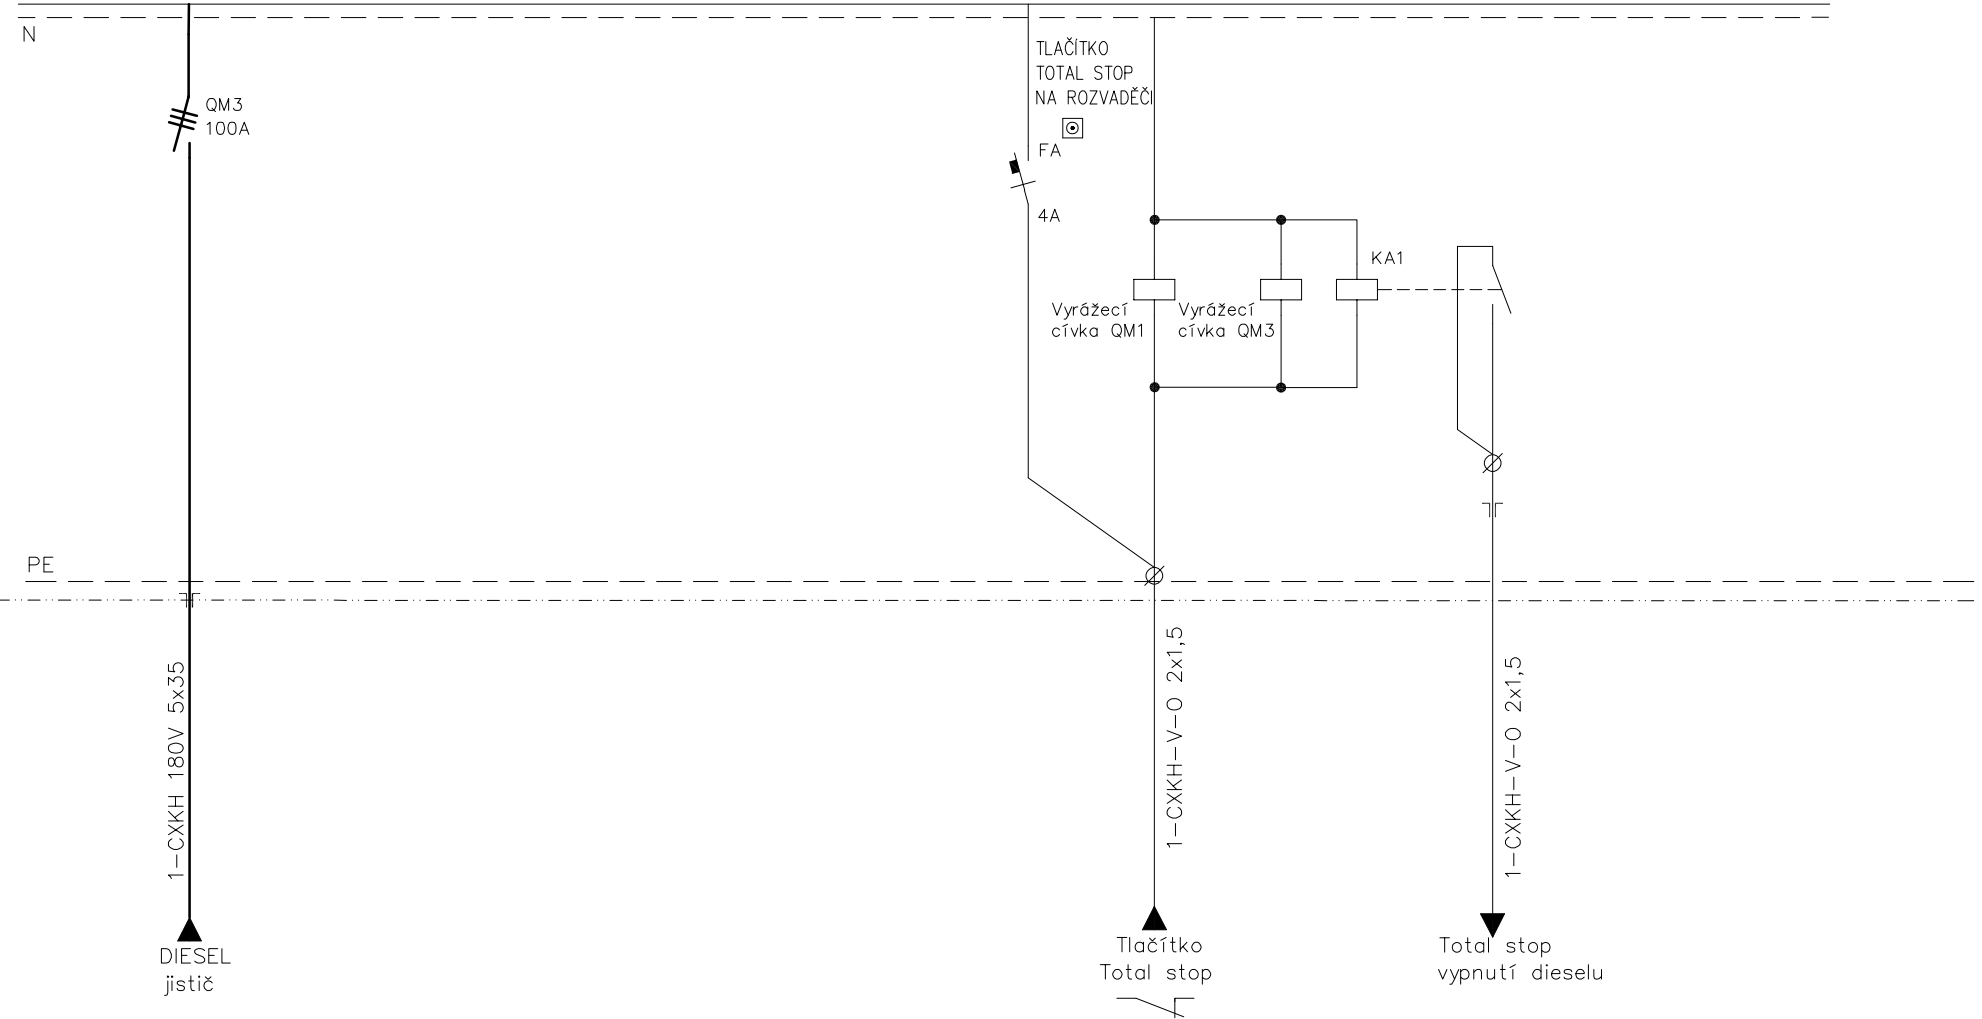 N
QM3
100A
TLAČÍTKO
TOTAL STOP
NA ROZVADĚČI
FA
4A
KA1
Vyrážecí
cívka QM1
Vyrážecí
cívka QM3
PE
1-CXKH 180V 5x35
1-CXKH-V-O 2x1,5
1-CXKH-V-O 2x1,5
DIESEL
jistič
Tlačítko
Total stop
Total stop
vypnutí dieselu